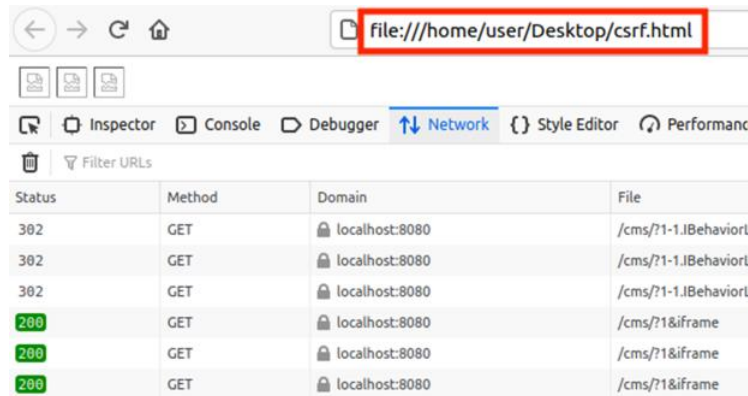 file:///home/user/Desktop/csrf.html
Inspector Console Debugger Network Style Editor Performanc
Filter URLs
Status Method Domain File
302 GET localhost:8080 /cms/?1-1.IBehaviorL
302 GET localhost:8080 /cms/?1-1.IBehaviorL
302 GET localhost:8080 /cms/?1-1.IBehaviorL
200 GET localhost:8080 /cms/?1&iframe
200 GET localhost:8080 /cms/?1&iframe
200 GET localhost:8080 /cms/?1&iframe